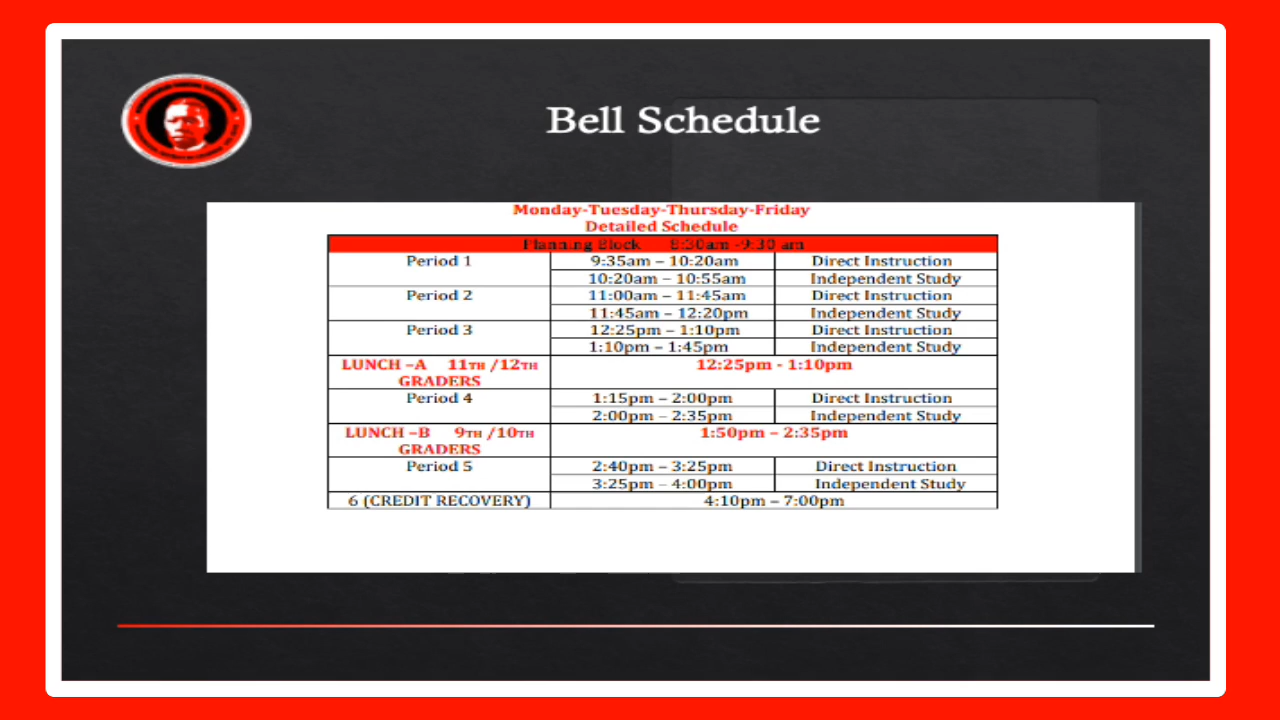 Bell Schedule
Monday-Tuesday-Thursday-Friday
Detailed Schedule
Planning Block 8:30am -9:30 am
Period 1 9:35am – 10:20am Direct Instruction
10:20am – 10:55am Independent Study
Period 2 11:00am – 11:45am Direct Instruction
11:45am – 12:20pm Independent Study
Period 3 12:25pm – 1:10pm Direct Instruction
1:10pm – 1:45pm Independent Study
LUNCH –A 11TH /12TH 12:25pm - 1:10pm
GRADERS
Period 4 1:15pm – 2:00pm Direct Instruction
2:00pm – 2:35pm Independent Study
LUNCH –B 9TH /10TH 1:50pm – 2:35pm
GRADERS
Period 5 2:40pm – 3:25pm Direct Instruction
3:25pm – 4:00pm Independent Study
6 (CREDIT RECOVERY) 4:10pm – 7:00pm